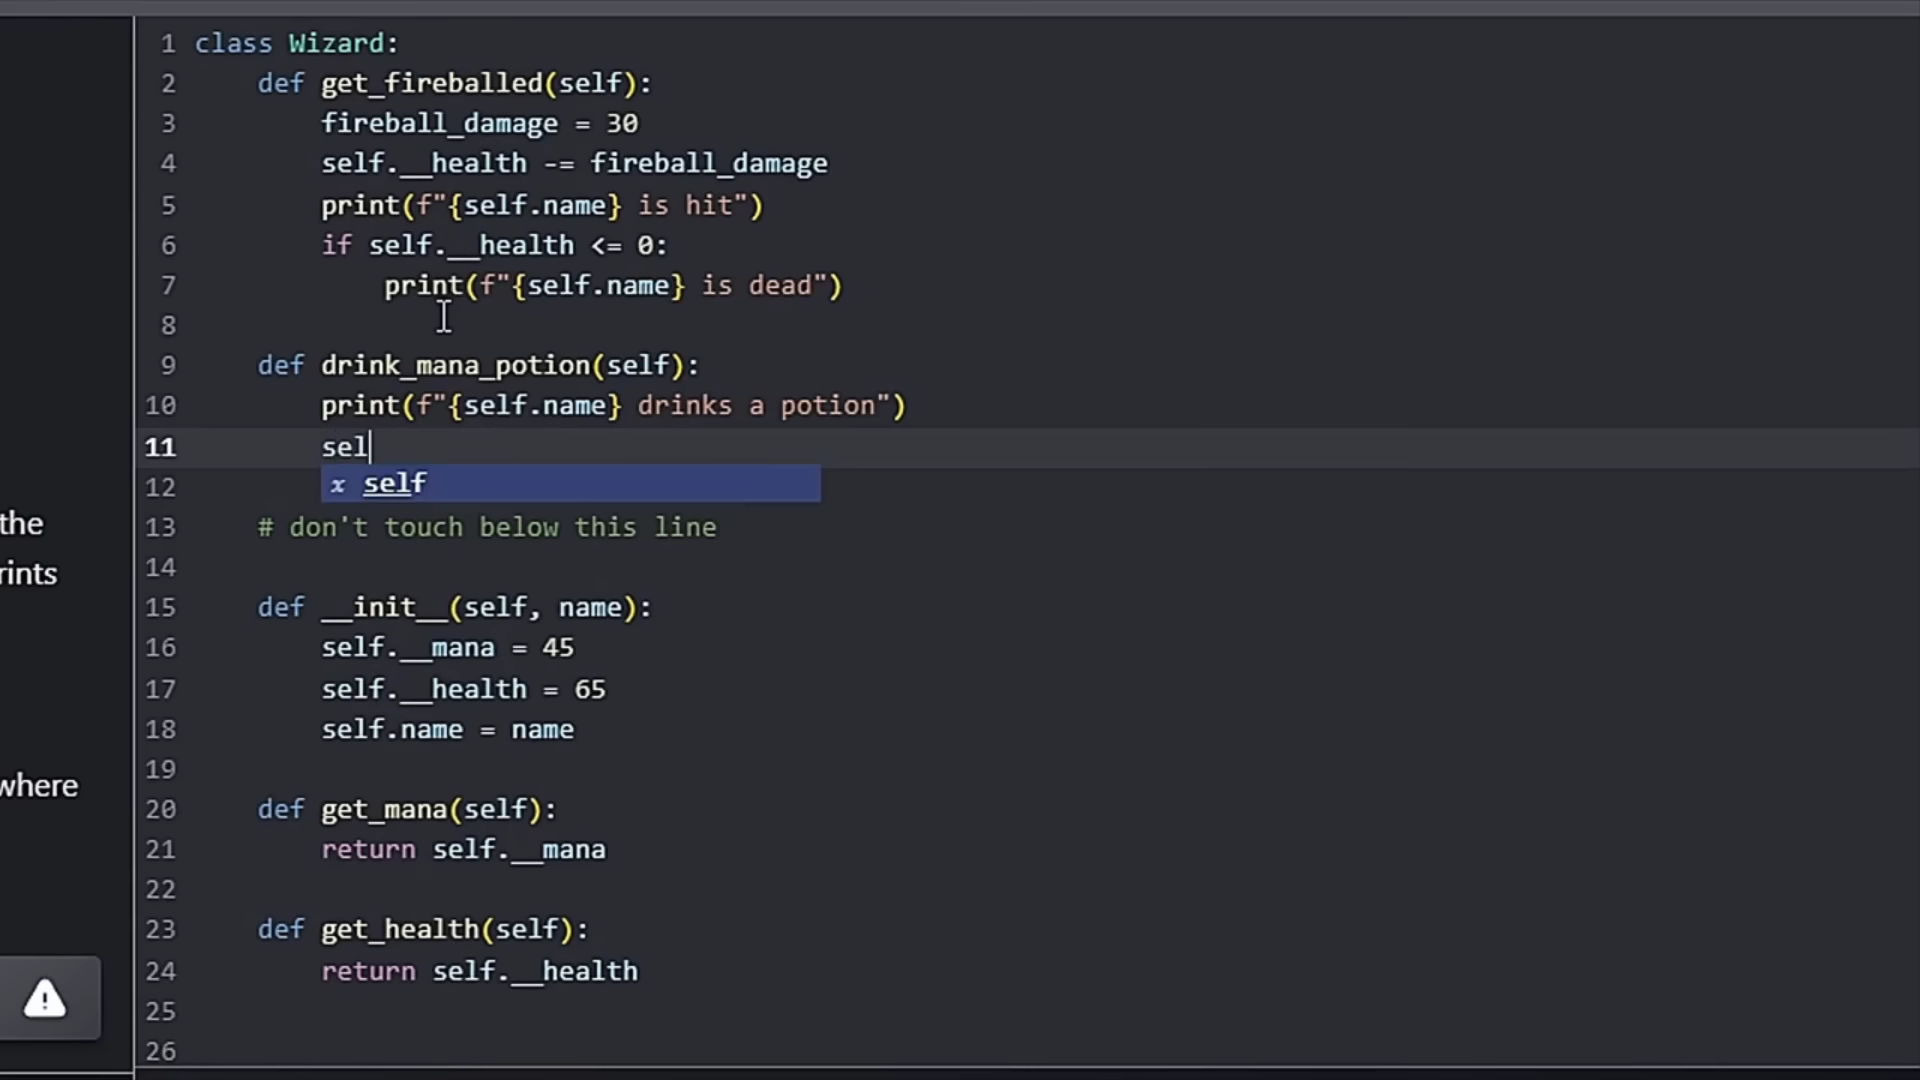 1 class Wizard:
2     def get_fireballed(self):
3         fireball_damage = 30
4         self.__health -= fireball_damage
5         print(f"{self.name} is hit")
6         if self.__health <= 0:
7             print(f"{self.name} is dead")
8
9     def drink_mana_potion(self):
10         print(f"{self.name} drinks a potion")
11         sel
x self
12
the
13     # don't touch below this line
rints
14
15     def __init__(self, name):
16         self.__mana = 45
17         self.__health = 65
18         self.name = name
19
where
20     def get_mana(self):
21         return self.__mana
22
23     def get_health(self):
24         return self.__health
25
26